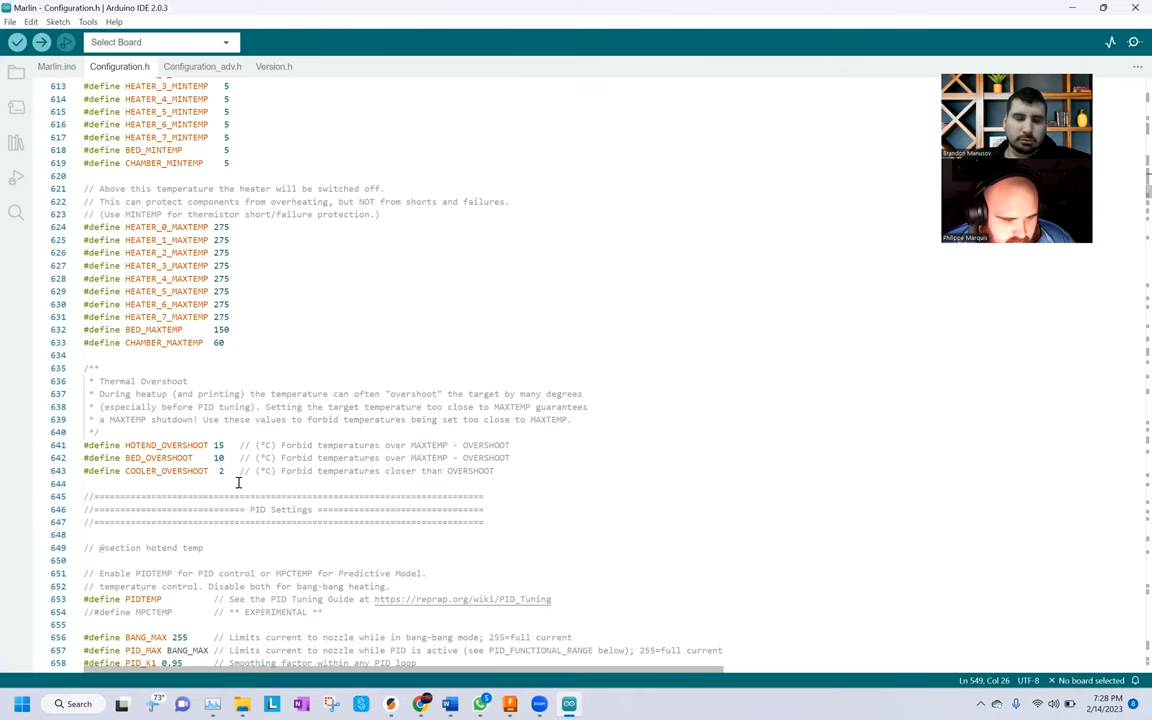 Marlin - Configuration.h | Arduino IDE 2.0.3
File Edit Sketch Tools Help
Select Board
Marlin.ino Configuration.h Configuration_adv.h Version.h
613 #define HEATER_3_MINTEMP 5
614 #define HEATER_4_MINTEMP 5
615 #define HEATER_5_MINTEMP 5
616 #define HEATER_6_MINTEMP 5
617 #define HEATER_7_MINTEMP 5
618 #define BED_MINTEMP 5
619 #define CHAMBER_MINTEMP 5
620
621 // Above this temperature the heater will be switched off.
622 // This can protect components from overheating, but NOT from shorts and failures.
623 // (Use MINTEMP for thermistor short/failure protection.)
624 #define HEATER_0_MAXTEMP 275
625 #define HEATER_1_MAXTEMP 275
626 #define HEATER_2_MAXTEMP 275
627 #define HEATER_3_MAXTEMP 275
628 #define HEATER_4_MAXTEMP 275
629 #define HEATER_5_MAXTEMP 275
630 #define HEATER_6_MAXTEMP 275
631 #define HEATER_7_MAXTEMP 275
632 #define BED_MAXTEMP 150
633 #define CHAMBER_MAXTEMP 60
634
635 /**
636 * Thermal Overshoot
637 * During heatup (and printing) the temperature can often "overshoot" the target by many degrees
638 * (especially before PID tuning). Setting the target temperature too close to MAXTEMP guarantees
639 * a MAXTEMP shutdown! Use these values to forbid temperatures being set too close to MAXTEMP.
640 */
641 #define HOTEND_OVERSHOOT 15 // (°C) Forbid temperatures over MAXTEMP - OVERSHOOT
642 #define BED_OVERSHOOT 10 // (°C) Forbid temperatures over MAXTEMP - OVERSHOOT
643 #define COOLER_OVERSHOOT 2 // (°C) Forbid temperatures closer than OVERSHOOT
644
645 //===========================================================================
646 //============================= PID Settings ================================
647 //===========================================================================
648
649 // @section hotend temp
650
651 // Enable PIDTEMP for PID control or MPCTEMP for Predictive Model.
652 // temperature control. Disable both for bang-bang heating.
653 #define PIDTEMP // See the PID Tuning Guide at https://reprap.org/wiki/PID_Tuning
654 //#define MPCTEMP // ** EXPERIMENTAL **
655
656 #define BANG_MAX 255 // Limits current to nozzle while in bang-bang mode; 255=full current
657 #define PID_MAX BANG_MAX // Limits current to nozzle while PID is active (see PID_FUNCTIONAL_RANGE below); 255=full current
658 #define PID_K1 0.95 // Smoothing factor within any PID loop
Brandon Manusov
Philippe Marquis
Ln 549, Col 26 UTF-8 No board selected
Search
73°
5
7:28 PM
2/14/2023
8